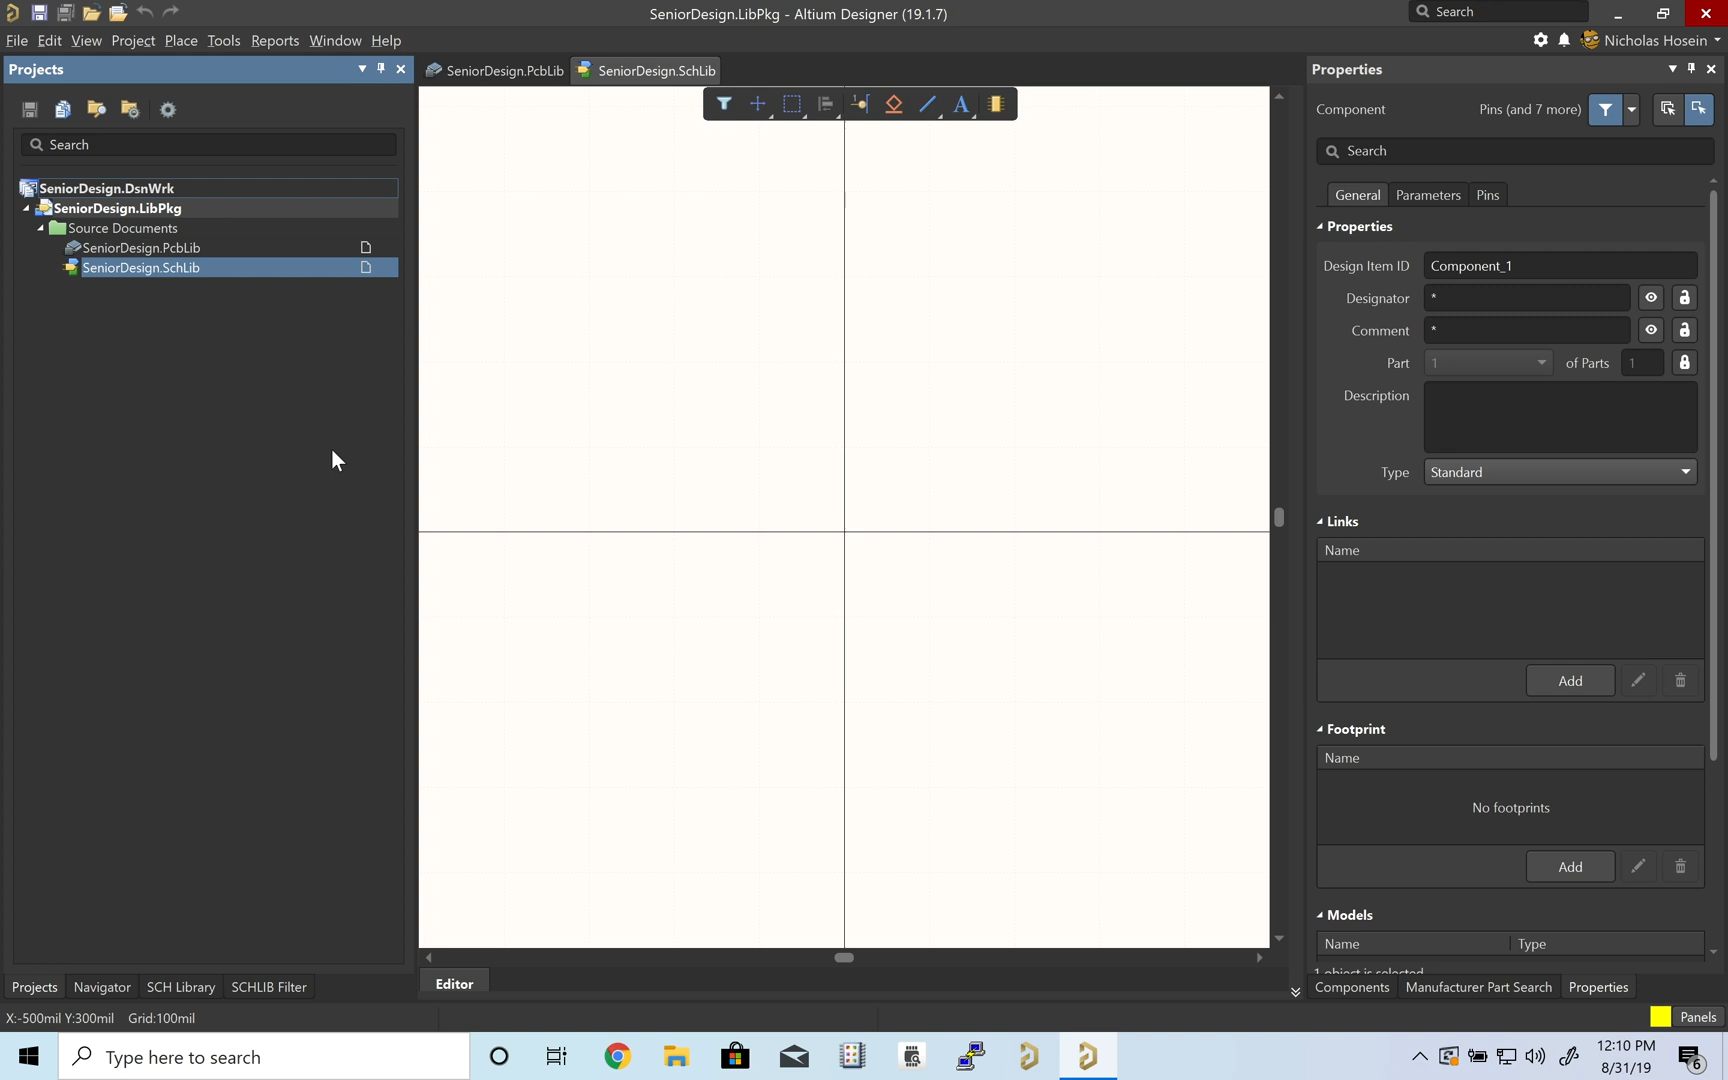 SeniorDesign.LibPkg - Altium Designer (19.1.7)
Search
File Edit View Project Place Tools Reports Window Help
Nicholas Hosein
Projects
SeniorDesign.PcbLib
SeniorDesign.SchLib
Properties
Component
Pins (and 7 more)
Search
Search
SeniorDesign.DsnWrk
SeniorDesign.LibPkg
Source Documents
SeniorDesign.PcbLib
SeniorDesign.SchLib
General
Parameters
Pins
Properties
Design Item ID
Component_1
Designator
*
Comment
*
Part
1
of Parts
1
Description
Type
Standard
Links
Name
Add
Footprint
Name
No footprints
Add
Models
Name
Type
1 object is selected
Projects
Navigator
SCH Library
SCHLIB Filter
Editor
Components
Manufacturer Part Search
Properties
X:-500mil Y:300mil Grid:100mil
Panels
Type here to search
12:10 PM
8/31/19
6